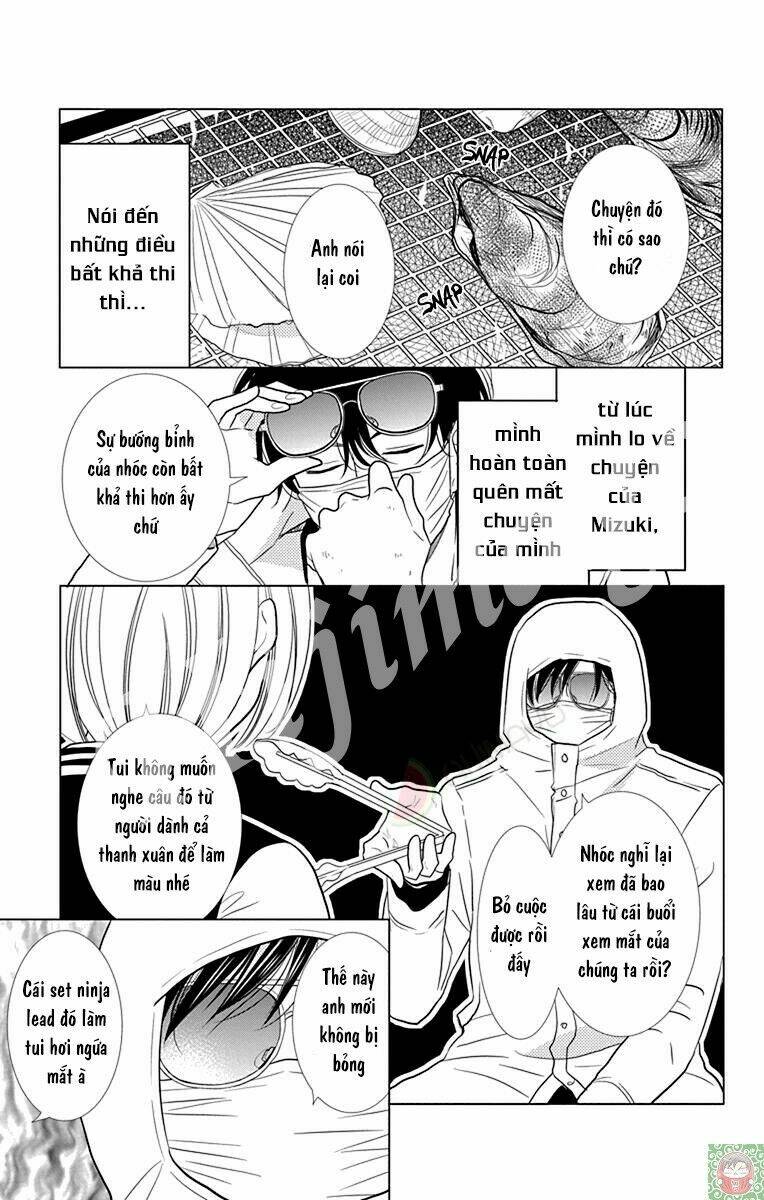 SNAP
Chuyện đó
thì có sao
chứ?
Anh nói
lại coi
SNAP
Nói đến
những điều
bất khả thi
thì...
từ lúc
mình lo về
chuyện
của
Mizuki,
mình
hoàn toàn
quên mất
chuyện
của mình
Sự bướng bỉnh
của nhóc còn bất
khả thi hơn ấy
chứ
Nhóc nghĩ lại
xem đã bao
lâu từ cái buổi
xem mắt của
chúng ta rồi?
Bỏ cuộc
được rồi
đấy
Tui không muốn
nghe câu đó từ
người dành cả
thanh xuân để làm
màu nhé
Thế này
anh mới
không bị
bỏng
Cái set ninja
lead đó làm
tui hơi ngứa
mắt à